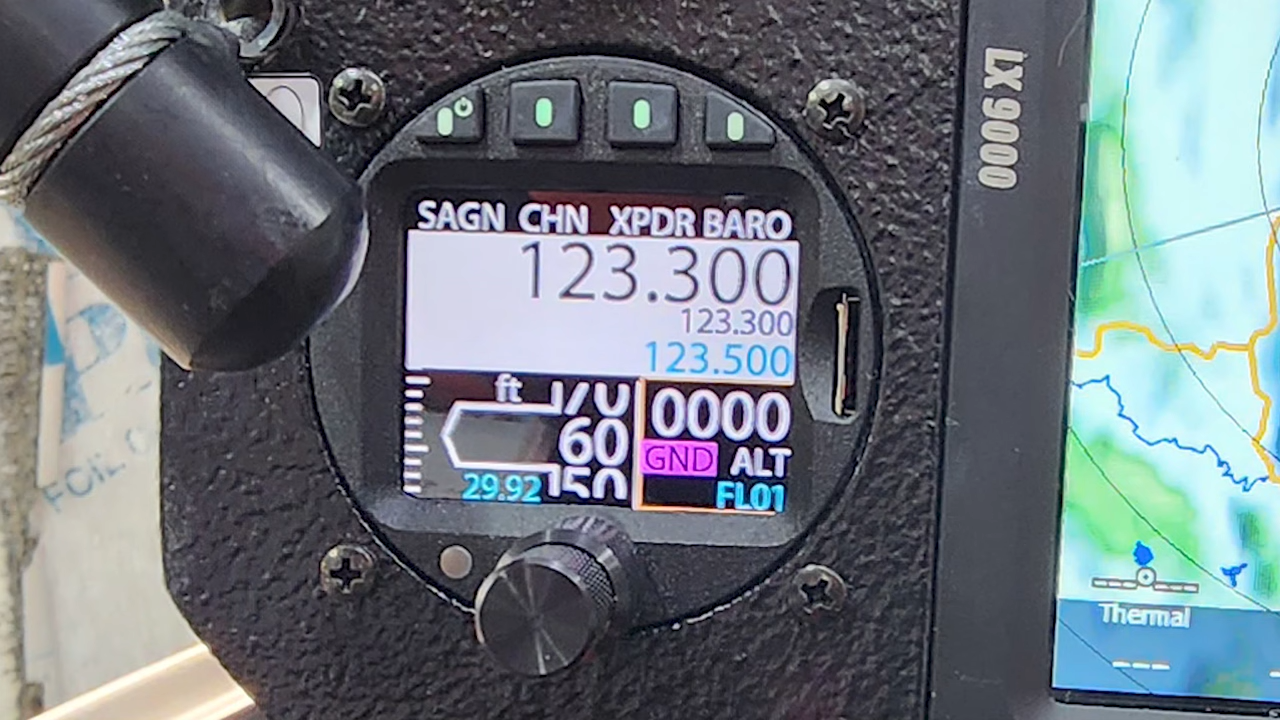 SAGN CHN XPDR BARO
123.300
123.300
123.500
ft
60
29.92
0000
GND ALT
FL01
LX 9000
Thermal
FOIL